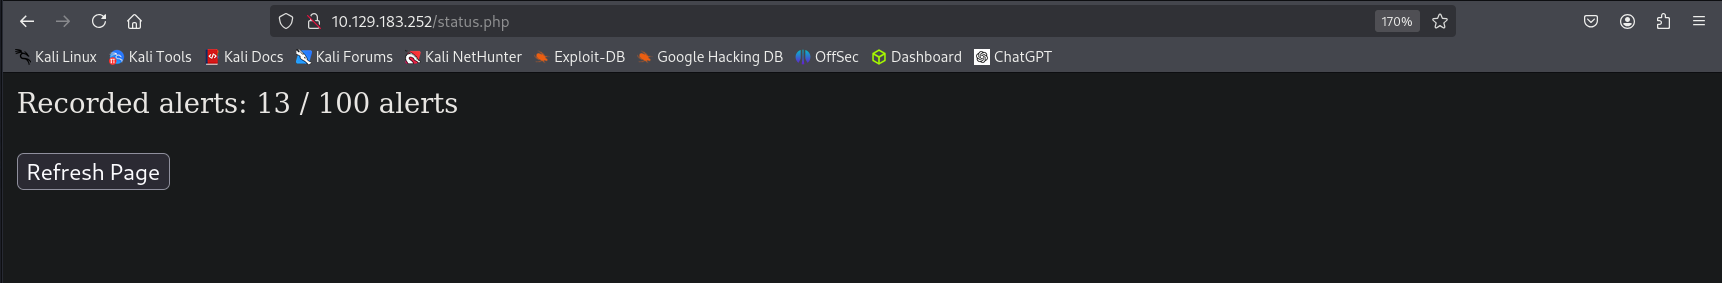 10.129.183.252/status.php 170%
Kali Linux Kali Tools Kali Docs Kali Forums Kali NetHunter Exploit-DB Google Hacking DB OffSec Dashboard ChatGPT
Recorded alerts: 13 / 100 alerts
Refresh Page